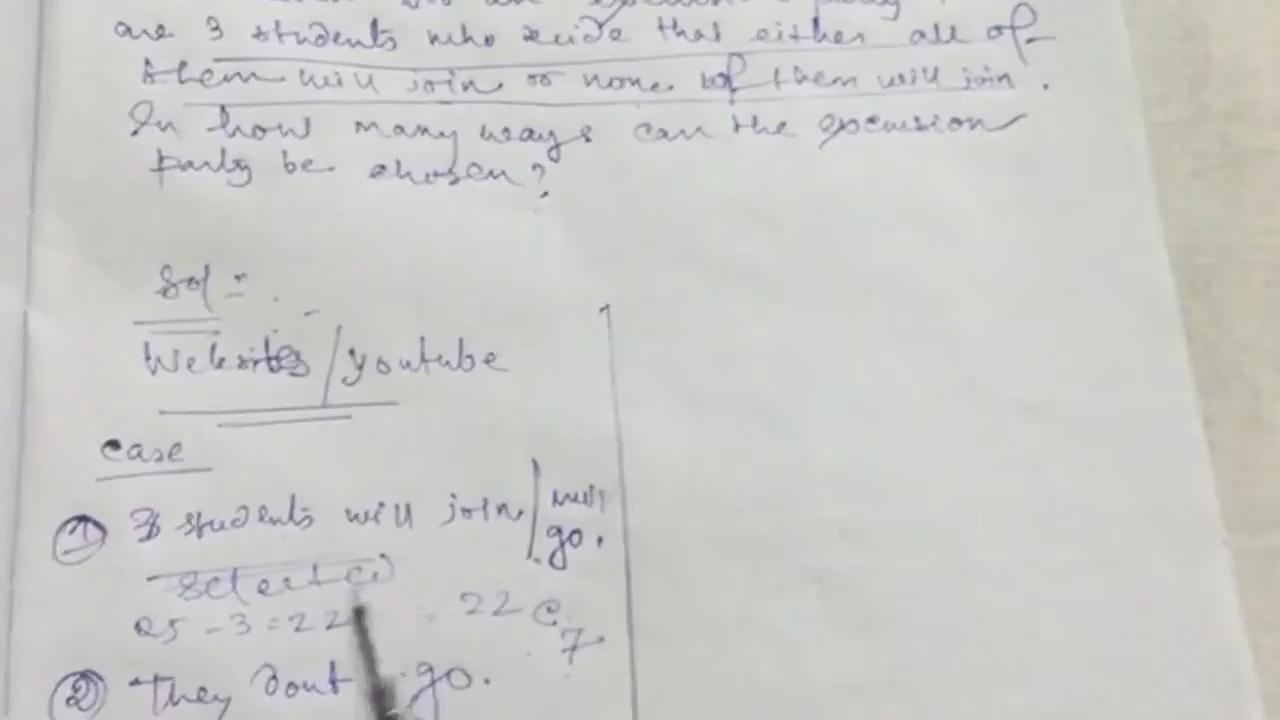 are 3 students who decide that either all of
them will join or none of them will join.
In how many ways can the excursion
party be chosen?
Sol :-
Websites / youtube
case
① 3 students will join / will go.
Selected
25 - 3 = 22 22 C 7
② They dont go.